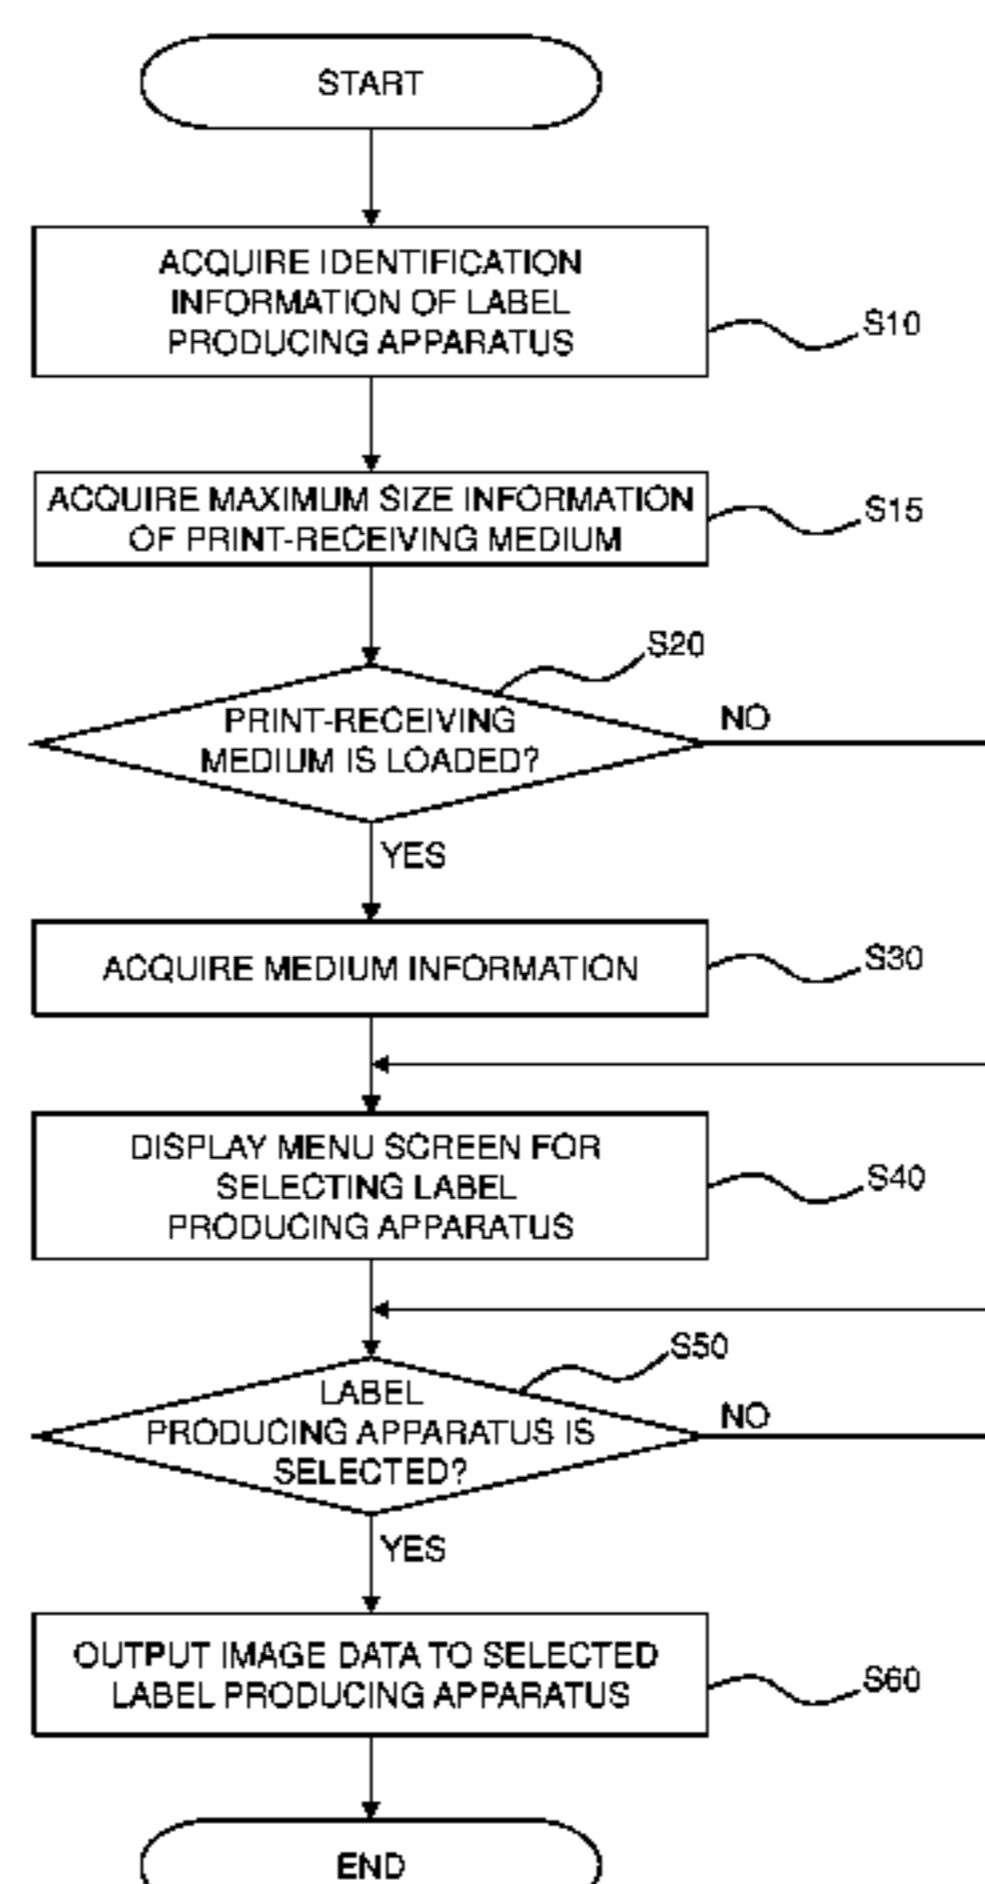 START
ACQUIRE IDENTIFICATION
INFORMATION OF LABEL
PRODUCING APPARATUS
S10
ACQUIRE MAXIMUM SIZE INFORMATION
OF PRINT-RECEIVING MEDIUM
S15
S20
PRINT-RECEIVING
MEDIUM IS LOADED?
NO
YES
ACQUIRE MEDIUM INFORMATION
S30
DISPLAY MENU SCREEN FOR
SELECTING LABEL
PRODUCING APPARATUS
S40
S50
LABEL
PRODUCING APPARATUS IS
SELECTED?
NO
YES
OUTPUT IMAGE DATA TO SELECTED
LABEL PRODUCING APPARATUS
S60
END